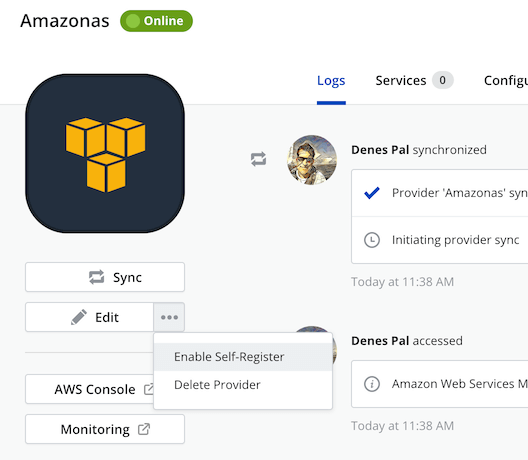 Amazonas Online
Logs Services 0 Configu
Denes Pal synchronized
Provider 'Amazonas' syn
Initiating provider sync
Today at 11:38 AM
Sync
Edit
Enable Self-Register
Delete Provider
AWS Console
Monitoring
Denes Pal accessed
Amazon Web Services M
Today at 11:38 AM